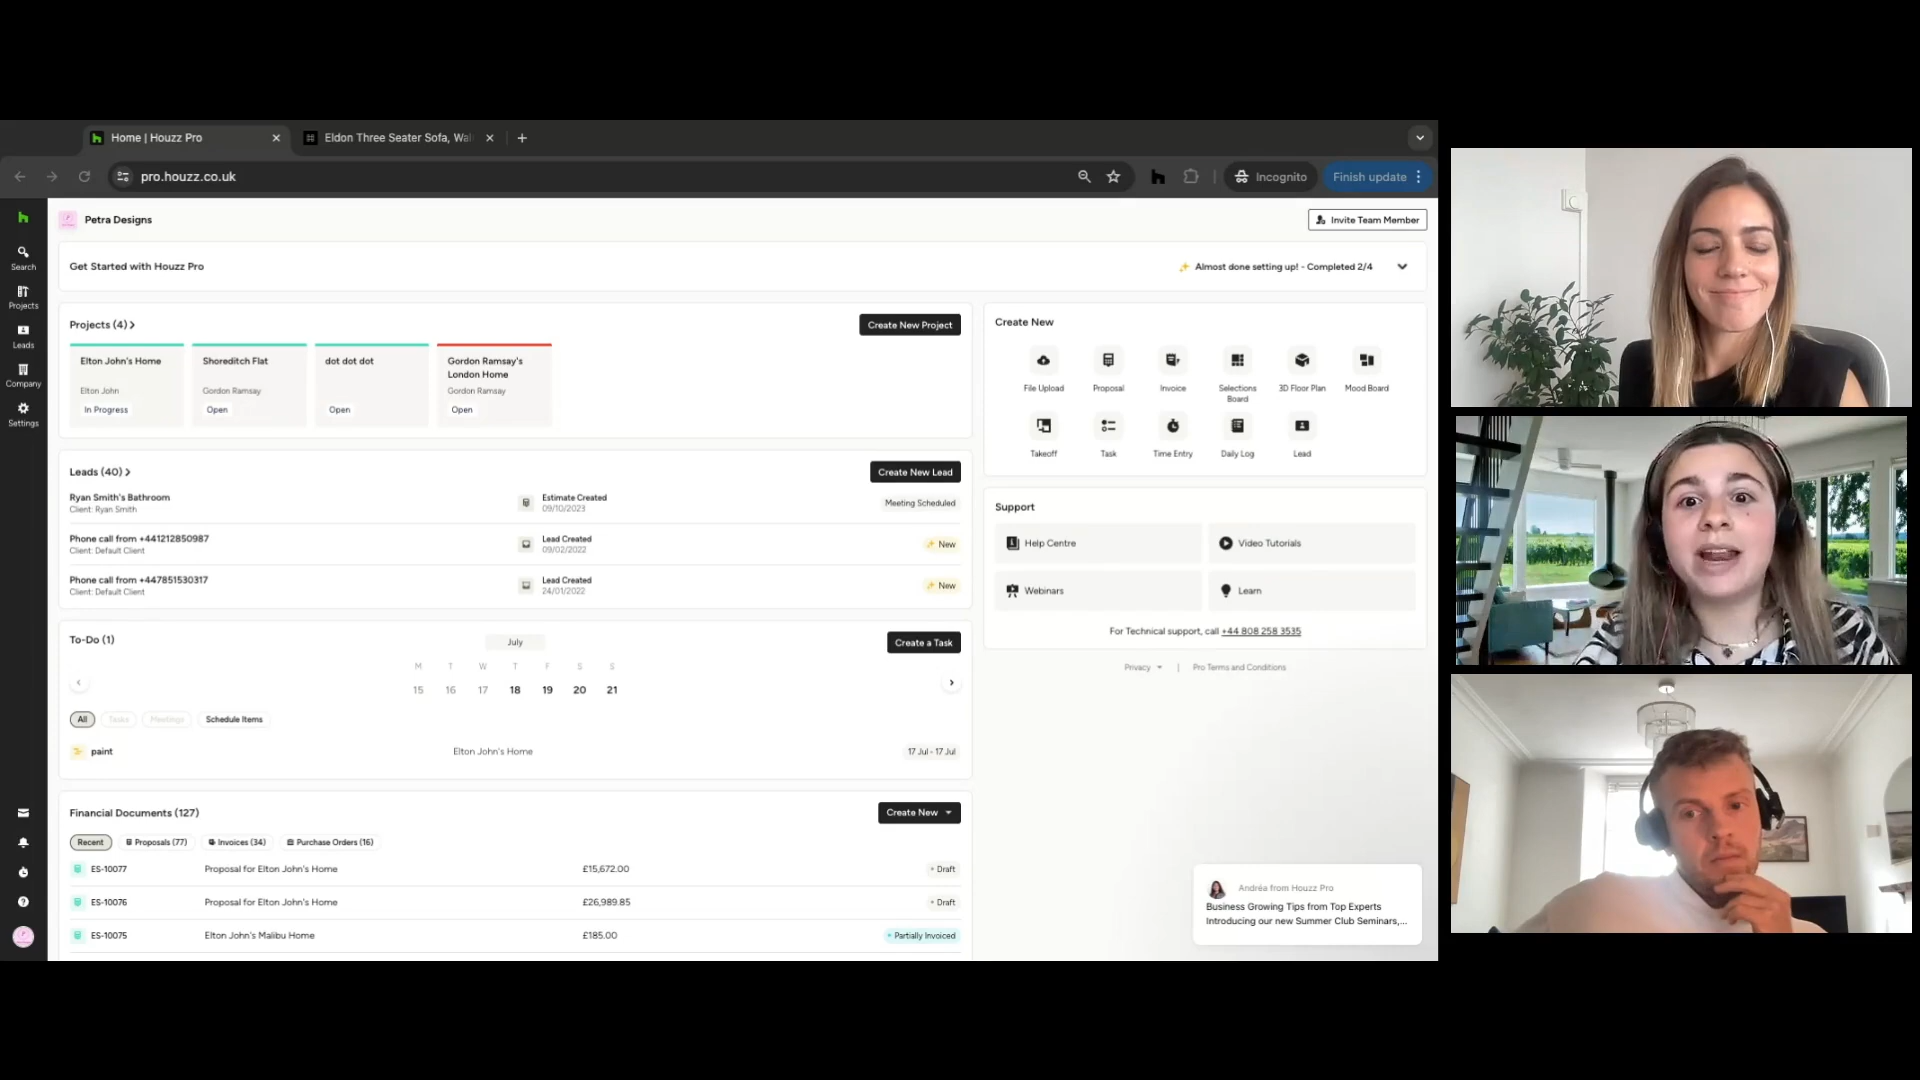 Home | Houzz Pro
Eldon Three Seater Sofa, Wal
pro.houzz.co.uk
Incognito
Finish update
Petra Designs
Invite Team Member
Get Started with Houzz Pro
Almost done setting up! - Completed 2/4
Search
Projects
Leads
Company
Settings
Projects (4)
Create New Project
Elton John's Home
Elton John
In Progress
Shoreditch Flat
Gordon Ramsay
Open
dot dot dot
Open
Gordon Ramsay's
London Home
Gordon Ramsay
Open
Leads (40)
Create New Lead
Ryan Smith's Bathroom
Client: Ryan Smith
Estimate Created
09/10/2023
Meeting Scheduled
Phone call from +441212850987
Client: Default Client
Lead Created
09/02/2022
New
Phone call from +447851530317
Client: Default Client
Lead Created
24/01/2022
New
To-Do (1)
July
Create a Task
M T W T F S S
15 16 17 18 19 20 21
All Tasks Meetings Schedule Items
paint
Elton John's Home
17 Jul - 17 Jul
Financial Documents (127)
Create New
Recent Proposals (77) Invoices (34) Purchase Orders (16)
ES-10077 Proposal for Elton John's Home £15,672.00 Draft
ES-10076 Proposal for Elton John's Home £26,989.85 Draft
ES-10075 Elton John's Malibu Home £185.00 Partially Invoiced
Create New
File Upload
Proposal
Invoice
Selections
Board
3D Floor Plan
Mood Board
Takeoff
Task
Time Entry
Daily Log
Lead
Support
Help Centre
Video Tutorials
Webinars
Learn
For Technical support, call +44 808 258 3535
Privacy | Pro Terms and Conditions
Andréa from Houzz Pro
Business Growing Tips from Top Experts
Introducing our new Summer Club Seminars,...